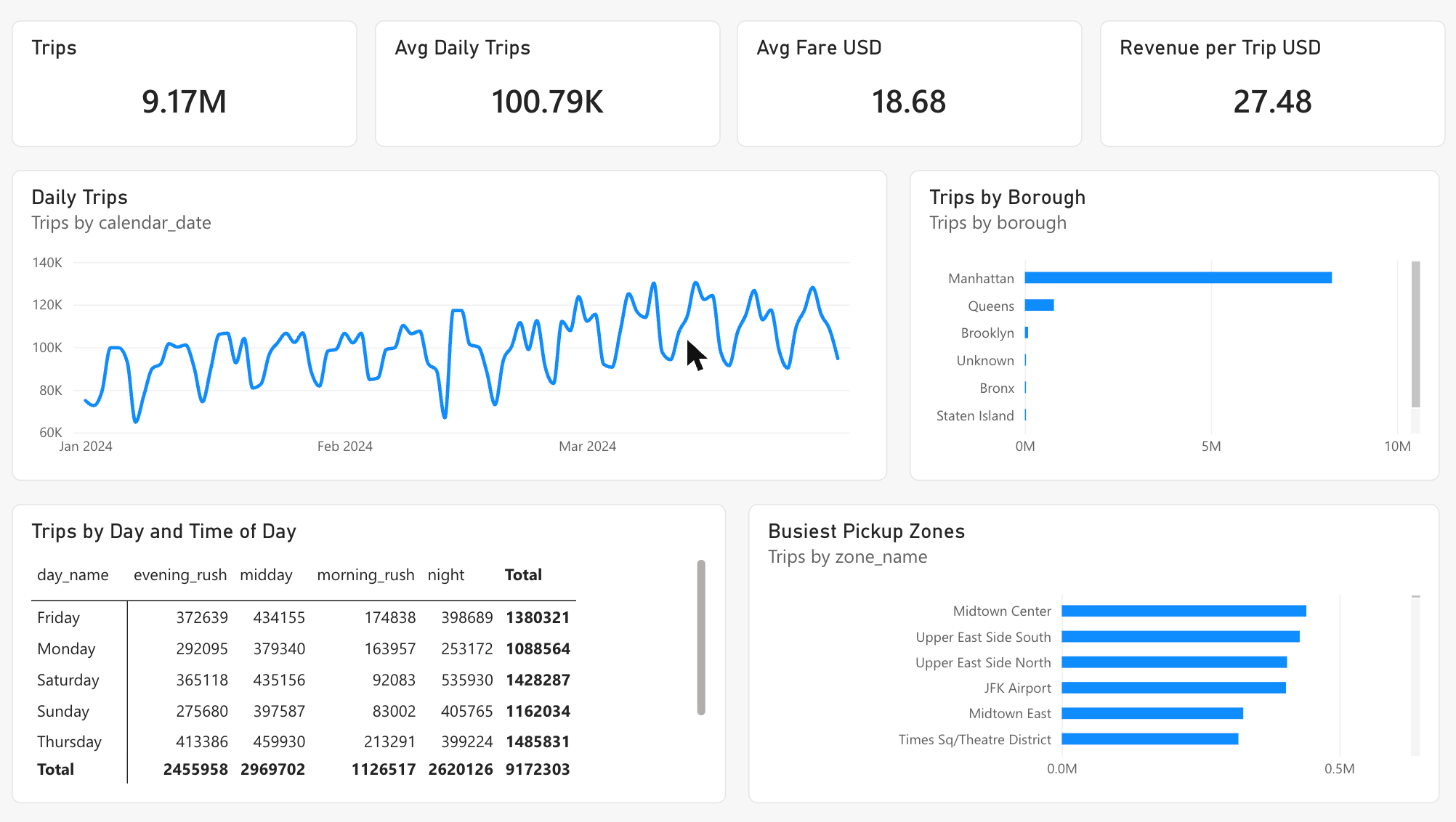 Trips
9.17M
Avg Daily Trips
100.79K
Avg Fare USD
18.68
Revenue per Trip USD
27.48
Daily Trips
Trips by calendar_date
140K
120K
100K
80K
60K
Jan 2024 Feb 2024 Mar 2024
Trips by Borough
Trips by borough
Manhattan
Queens
Brooklyn
Unknown
Bronx
Staten Island
0M 5M 10M
Trips by Day and Time of Day
day_name evening_rush midday morning_rush night Total
Friday 372639 434155 174838 398689 1380321
Monday 292095 379340 163957 253172 1088564
Saturday 365118 435156 92083 535930 1428287
Sunday 275680 397587 83002 405765 1162034
Thursday 413386 459930 213291 399224 1485831
Total 2455958 2969702 1126517 2620126 9172303
Busiest Pickup Zones
Trips by zone_name
Midtown Center
Upper East Side South
Upper East Side North
JFK Airport
Midtown East
Times Sq/Theatre District
0.0M 0.5M